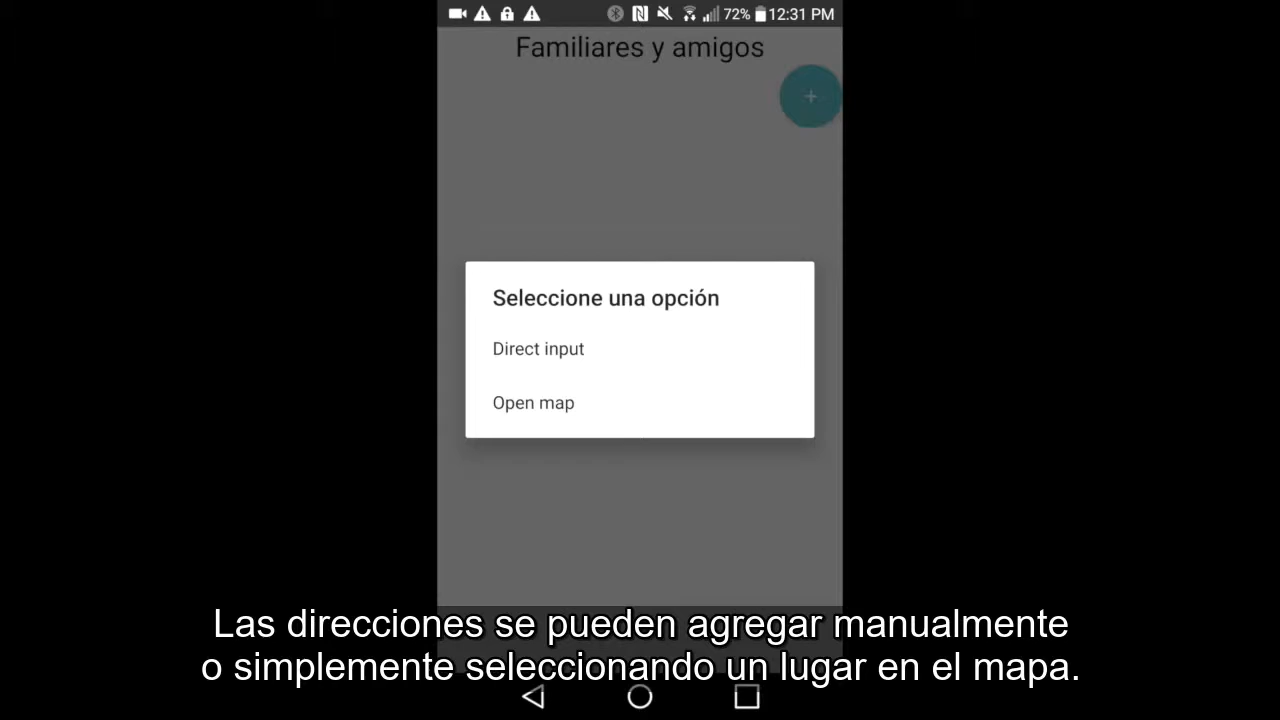 72% 12:31 PM
Familiares y amigos
+
Seleccione una opción
Direct input
Open map
Las direcciones se pueden agregar manualmente
o simplemente seleccionando un lugar en el mapa.